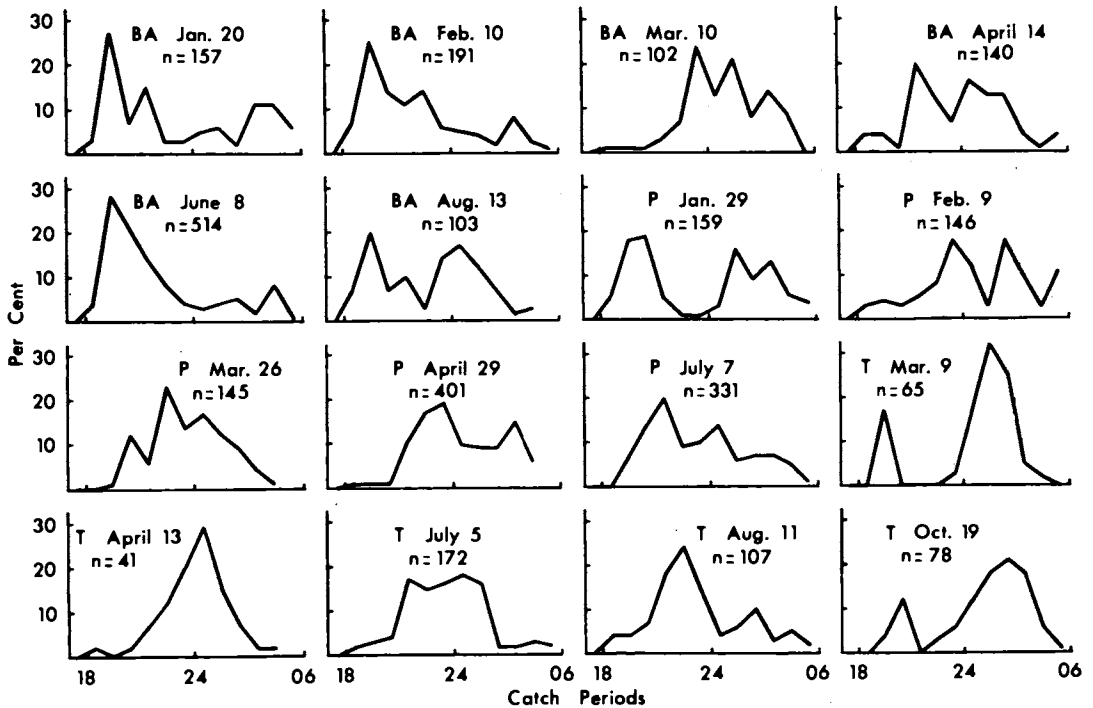 30
20
10
BA Jan. 20
n=157
BA Feb. 10
n=191
BA Mar. 10
n=102
BA April 14
n=140
18
24
30
20
10
BA June 8
n=514
BA Aug. 13
n=103
P Jan. 29
n=159
P Feb. 9
n=146
18
24
Per Cent
30
20
10
P Mar. 26
n=145
P April 29
n=401
P July 7
n=331
T Mar. 9
n=65
30
20
10
T April 13
n=41
T July 5
n=172
T Aug. 11
n=107
T Oct. 19
n=78
18 24 06 18 24 06 18 24 06 18 24 06
Catch Periods